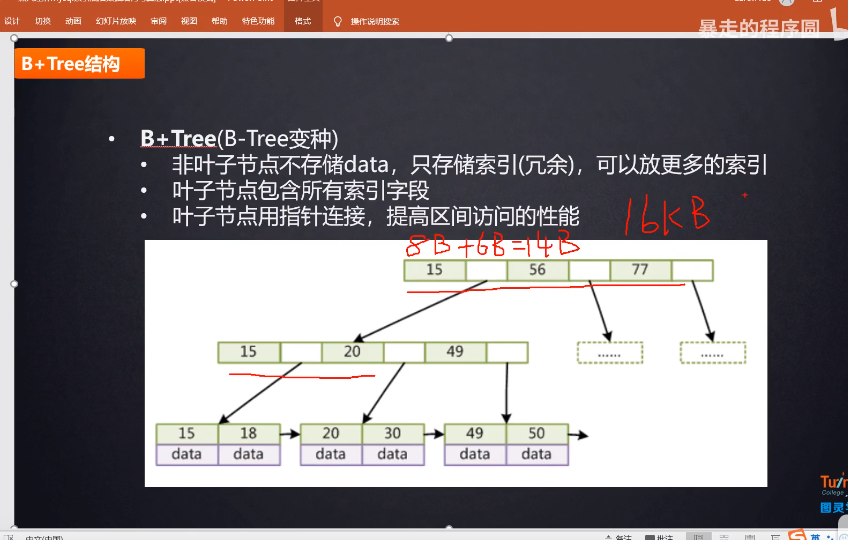 设计 切换 动画 幻灯片放映 审阅 视图 帮助 特色功能 格式 操作说明搜索
暴走的程序圆
B+Tree结构
• B+Tree(B-Tree变种)
• 非叶子节点不存储data，只存储索引(冗余)，可以放更多的索引
• 叶子节点包含所有索引字段
• 叶子节点用指针连接，提高区间访问的性能
16KB
8B+6B=14B
15 56 77
15 20 49 ...... ......
15 18 20 30 49 50
data data data data data data
图灵
中文(中国) 备注 批注 英